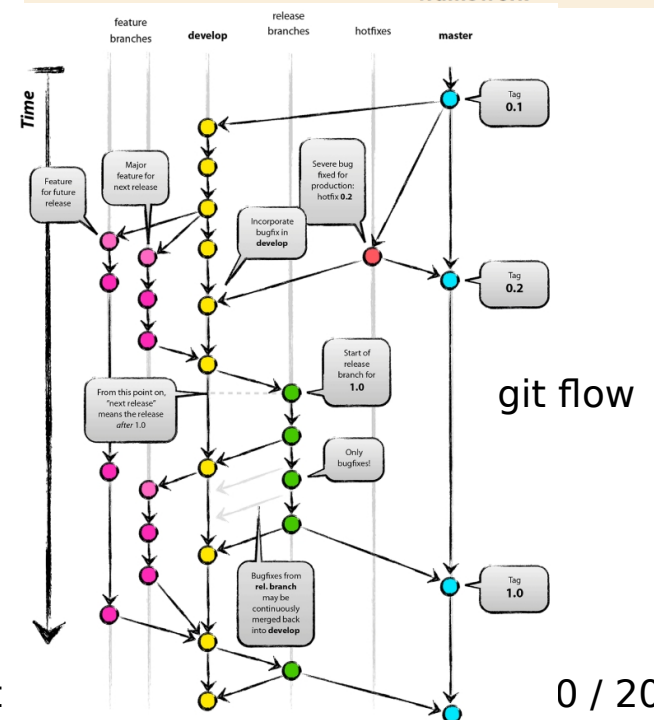 feature
branches
develop
release
branches
hotfixes
master
Time
Tag
0.1
Major
feature for
next release
Severe bug
fixed for
production:
hotfix 0.2
Feature
for future
release
Incorporate
bugfix in
develop
Tag
0.2
Start of
release
branch for
1.0
From this point on,
"next release"
means the release
after 1.0
git flow
Only
bugfixes!
Bugfixes from
rel. branch
may be
continuously
merged back
into develop
Tag
1.0
0 / 20